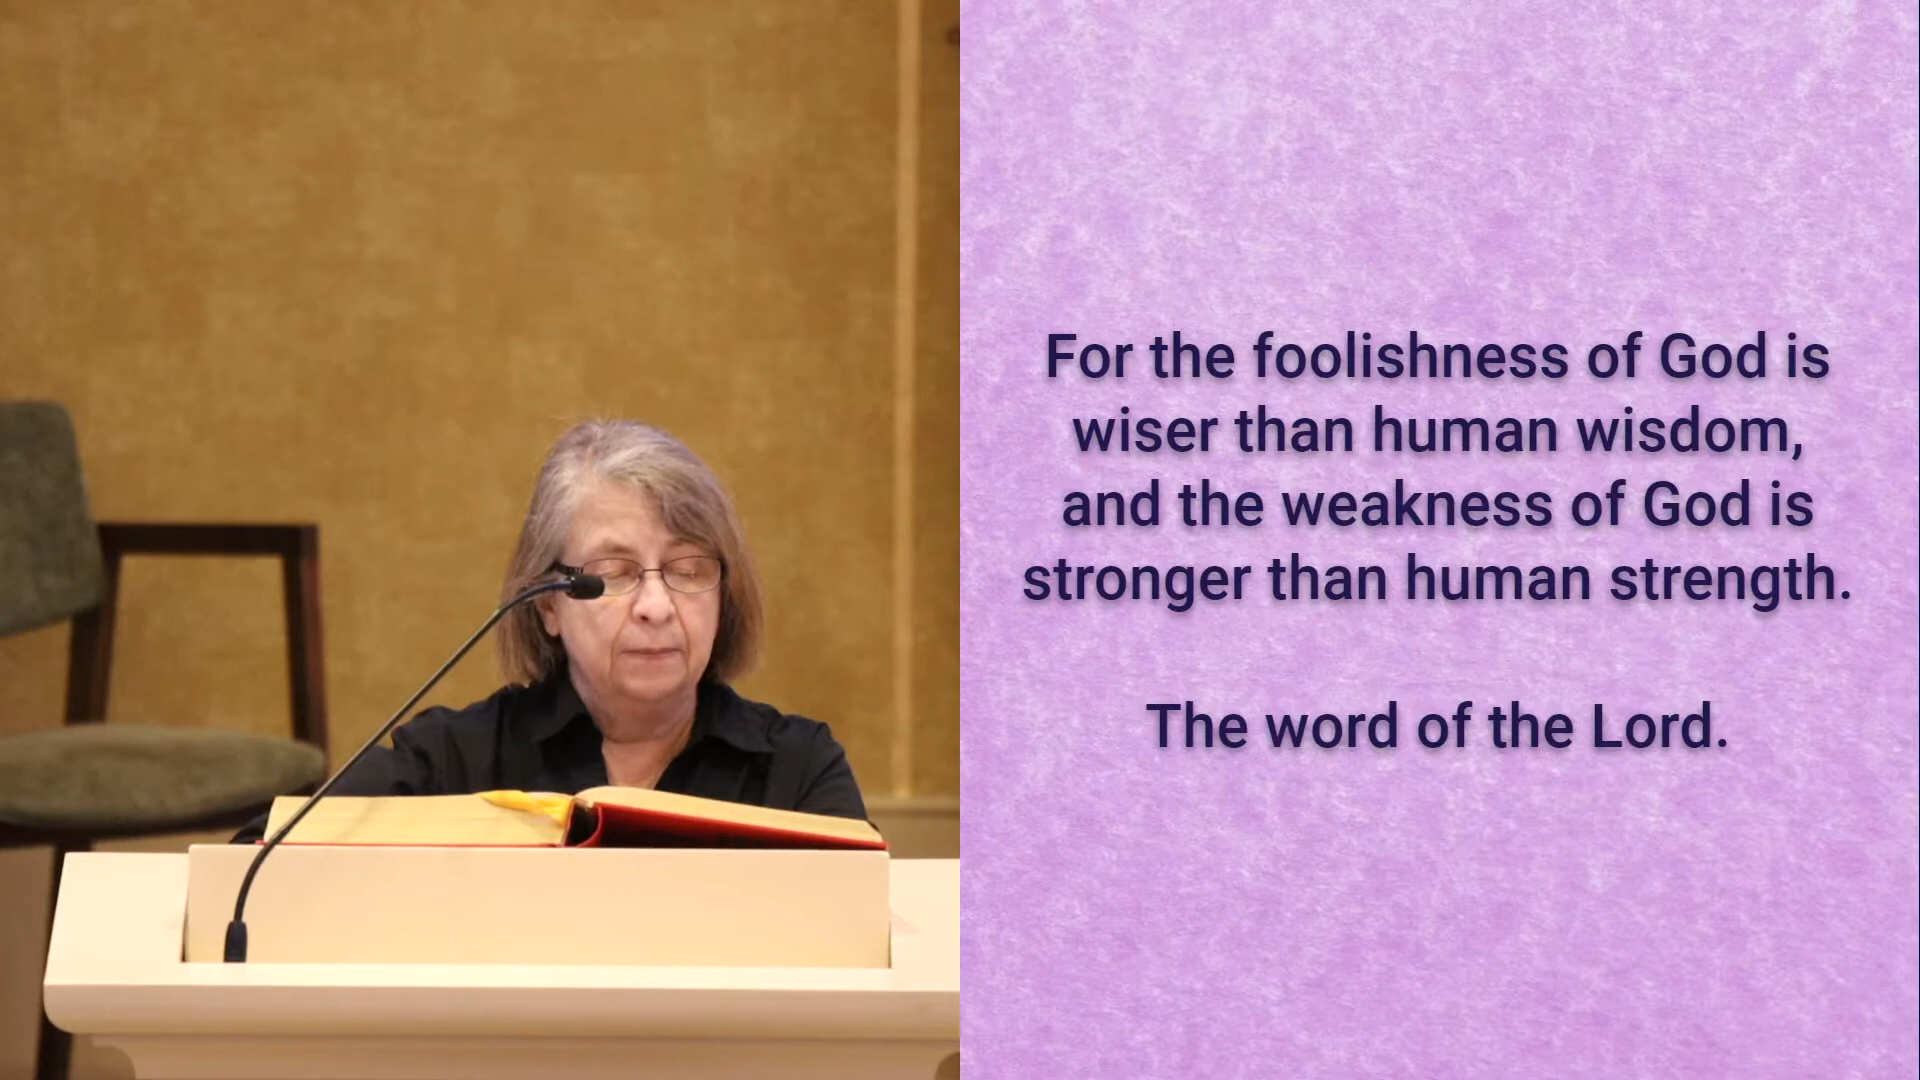 For the foolishness of God is
wiser than human wisdom,
and the weakness of God is
stronger than human strength.
The word of the Lord.